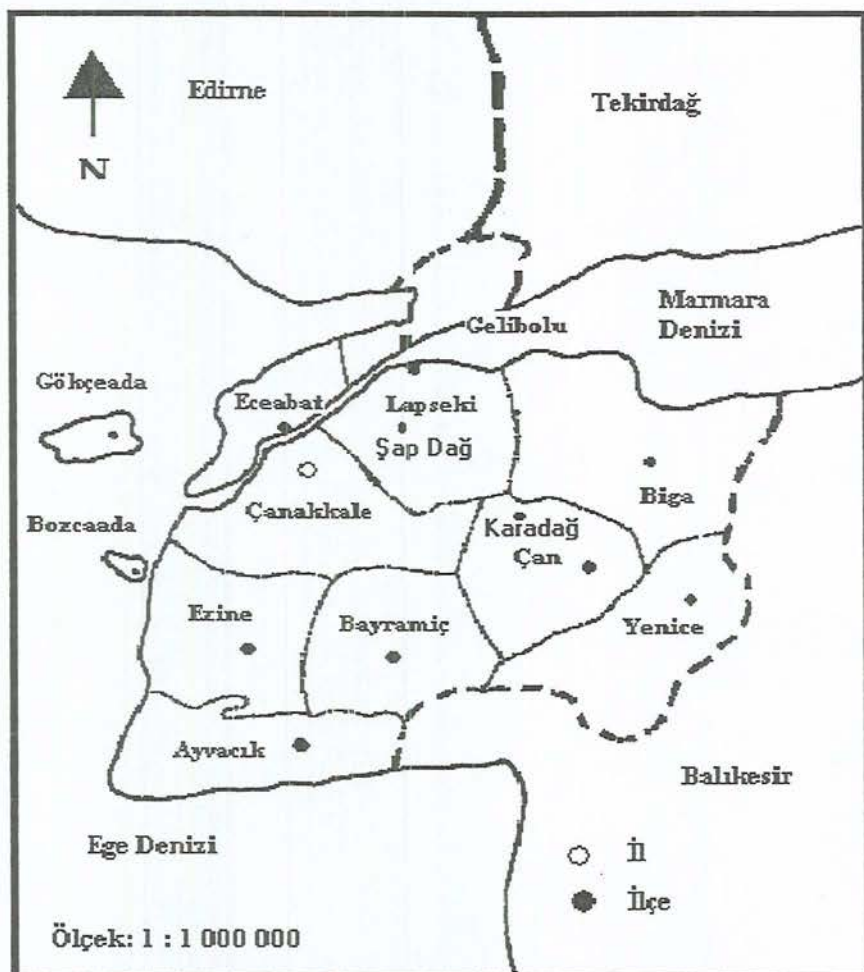 Edirne
Tekirdağ
N
Marmara
Denizi
Gelibolu
Gökçeada
Eceabat
Lapseki
Şap Dağ
Biga
Çanakkale
Bozcaada
Karadağ
Çan
Ezine
Bayramiç
Yenice
Ayvacık
Balıkesir
Ege Denizi
İl
İlçe
Ölçek: 1 : 1 000 000